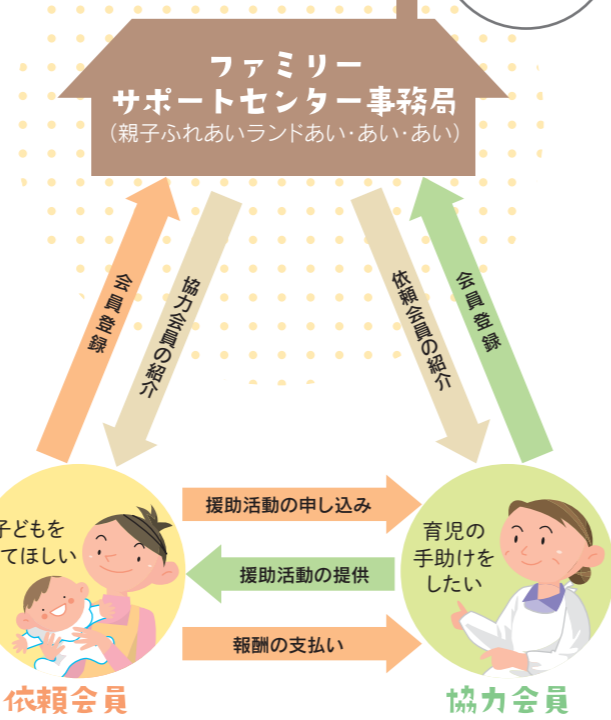 ファミリー
サポートセンター事務局
（親子ふれあいランドあい・あい・あい）
会員登録
協力会員の紹介
依頼会員の紹介
会員登録
子どもを
てほしい
援助活動の申し込み
援助活動の提供
報酬の支払い
育児の
手助けを
したい
依頼会員
協力会員